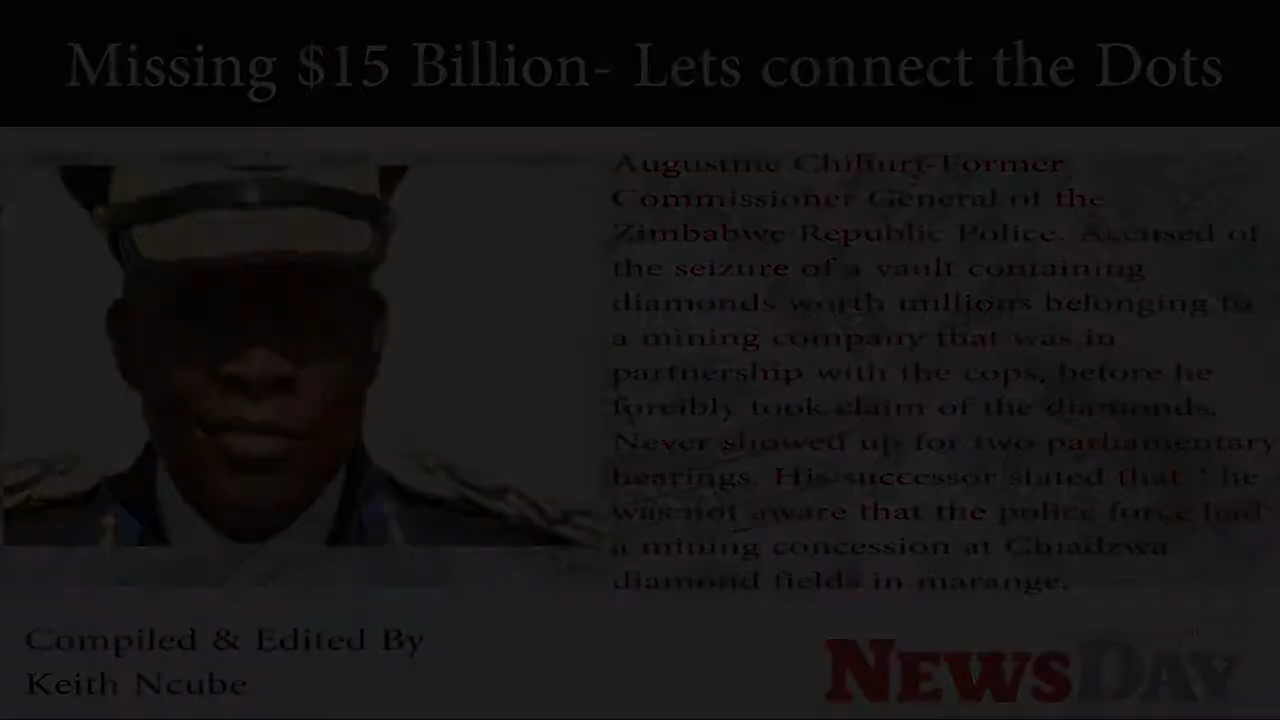 Missing $15 Billion- Lets connect the Dots
Augustine Chihuri-Former
Commissioner General of the
Zimbabwe Republic Police. Accused of
the seizure of a vault containing
diamonds worth millions belonging to
a mining company that was in
partnership with the cops, before he
forcibly took claim of the diamonds.
Never showed up for two parliamentary
hearings. His successor stated that ' he
was not aware that the police force had
a mining concession at Chiadzwa
diamond fields in marange.
Compiled & Edited By
Keith Ncube
NEWSDAY